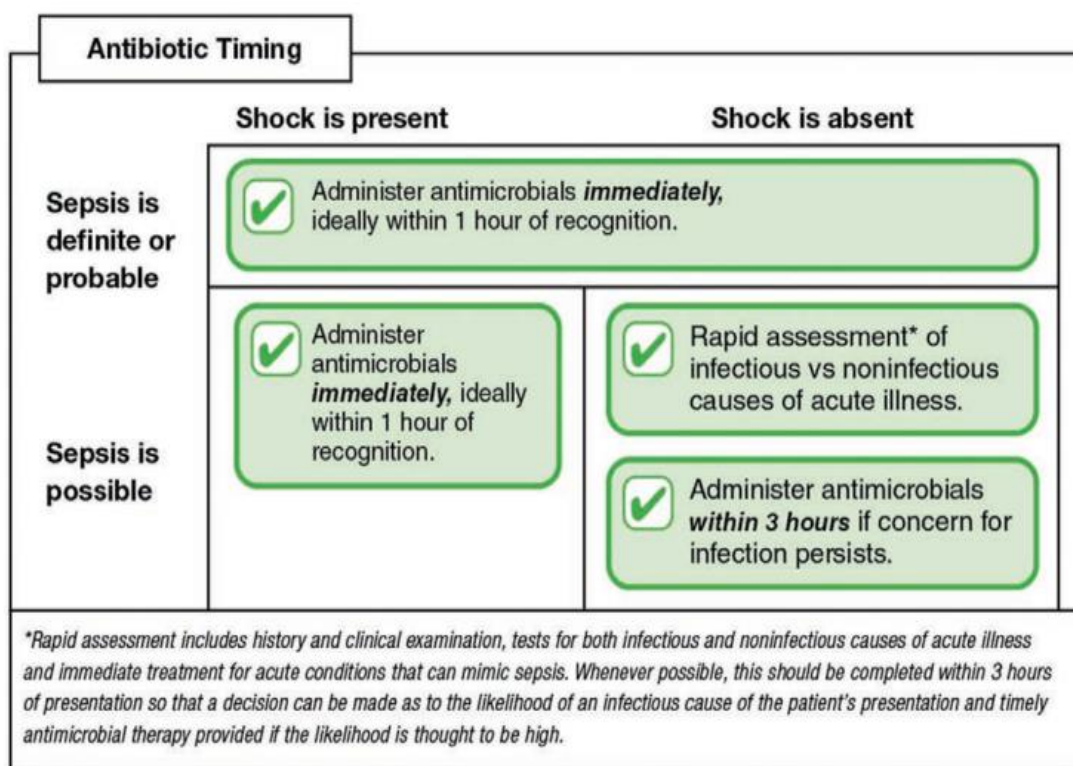 Antibiotic Timing
Shock is present
Shock is absent
Sepsis is
definite or
probable
Administer antimicrobials immediately,
ideally within 1 hour of recognition.
Sepsis is
possible
Administer
antimicrobials
immediately, ideally
within 1 hour of
recognition.
Rapid assessment* of
infectious vs noninfectious
causes of acute illness.
Administer antimicrobials
within 3 hours if concern for
infection persists.
*Rapid assessment includes history and clinical examination, tests for both infectious and noninfectious causes of acute illness
and immediate treatment for acute conditions that can mimic sepsis. Whenever possible, this should be completed within 3 hours
of presentation so that a decision can be made as to the likelihood of an infectious cause of the patient's presentation and timely
antimicrobial therapy provided if the likelihood is thought to be high.